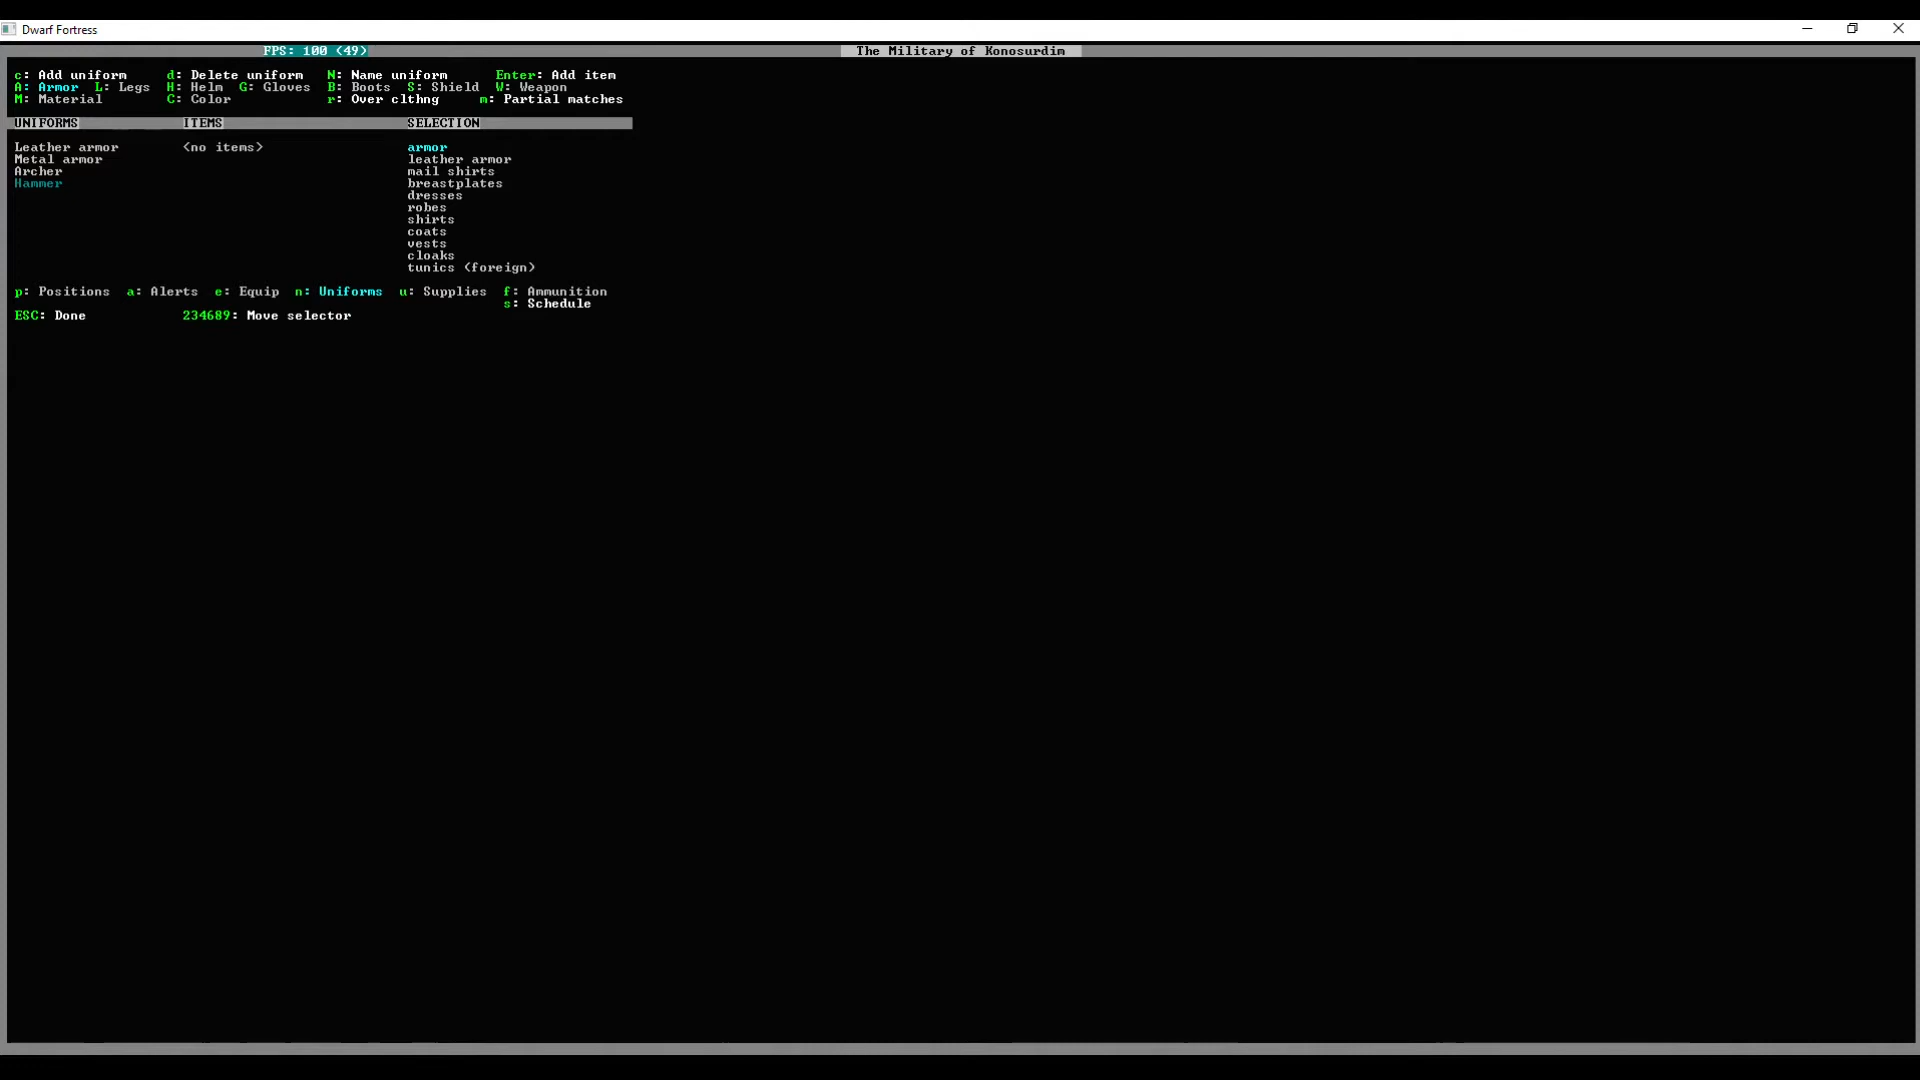 Dwarf Fortress
FPS: 100 (49) The Military of Konosurdim
c: Add uniform d: Delete uniform N: Name uniform Enter: Add item
A: Armor L: Legs H: Helm G: Gloves B: Boots S: Shield W: Weapon
M: Material C: Color r: Over clthng m: Partial matches
UNIFORMS ITEMS SELECTION
Leather armor <no items> armor
Metal armor leather armor
Archer mail shirts
Hammer breastplates
dresses
robes
shirts
coats
vests
cloaks
tunics (foreign)
p: Positions a: Alerts e: Equip n: Uniforms u: Supplies f: Ammunition
s: Schedule
ESC: Done 234689: Move selector